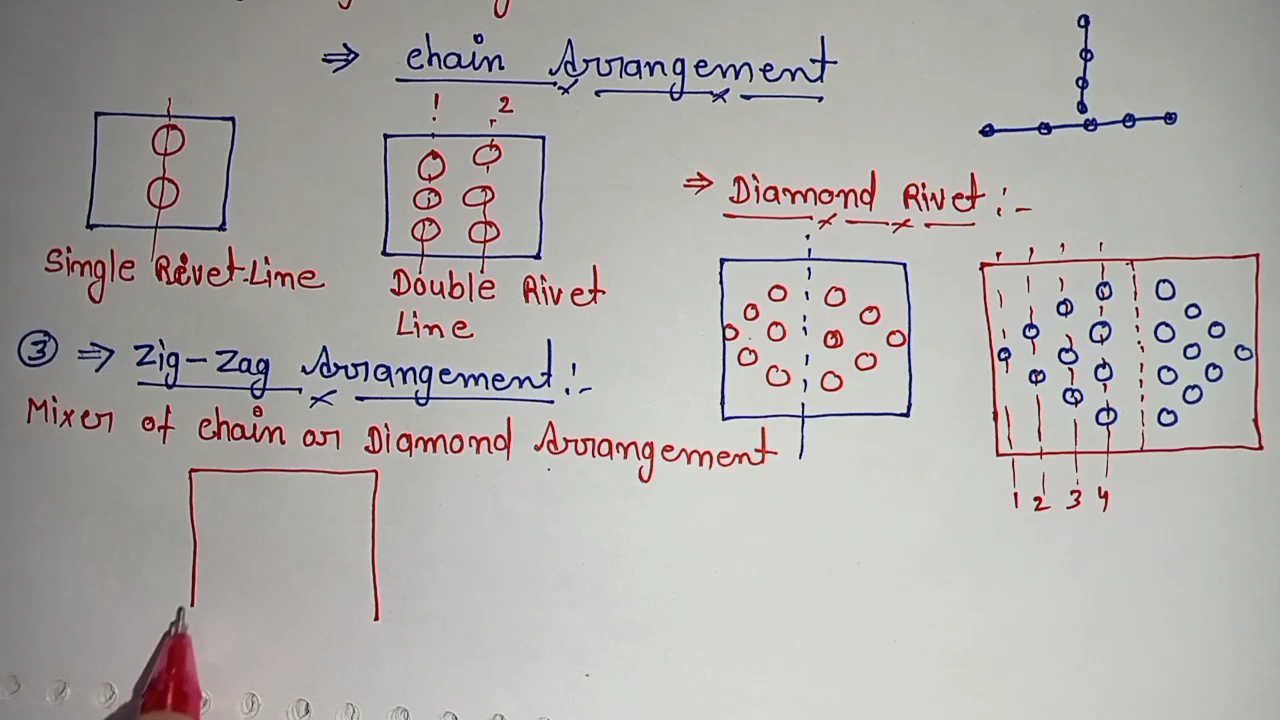 ⇒ chain Arrangement
1 2
Single Rivet-Line
Double Rivet
Line
⇒ Diamond Rivet :-
1 2 3 4
③ ⇒ Zig-Zag Arrangement :-
Mixer of chain or Diamond Arrangement